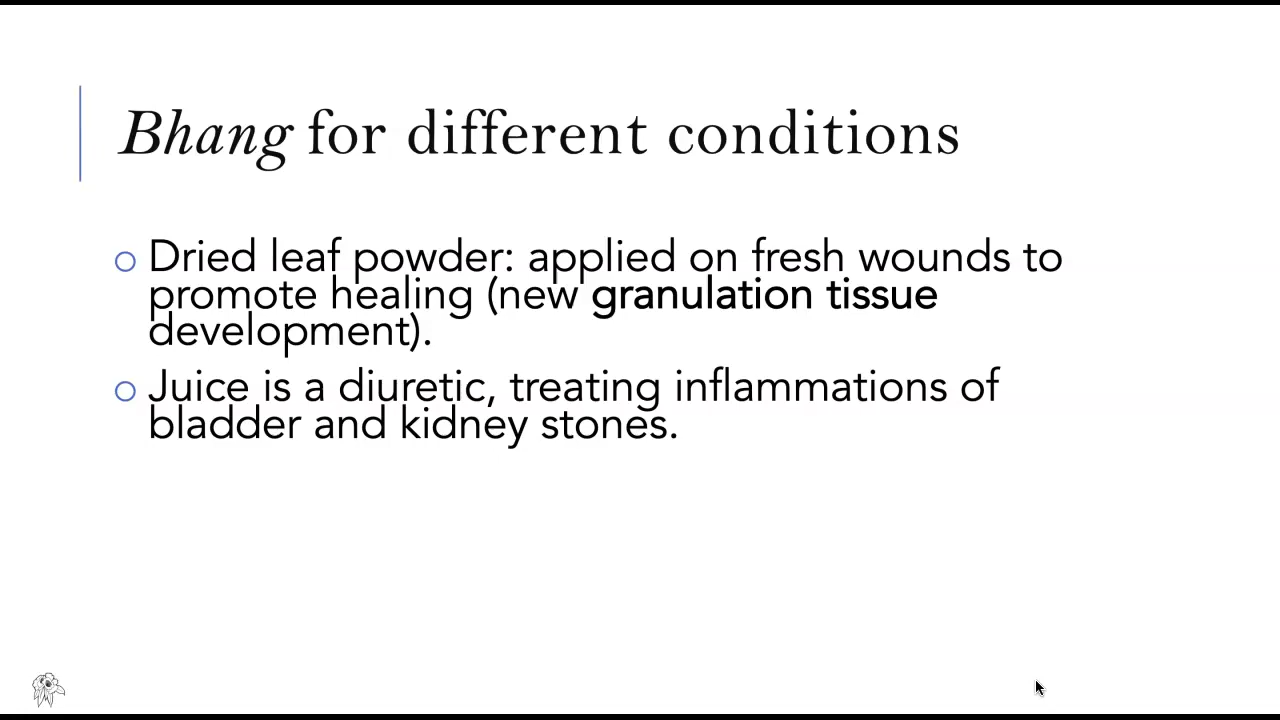 Bhang for different conditions
Dried leaf powder: applied on fresh wounds to
promote healing (new granulation tissue
development).
Juice is a diuretic, treating inflammations of
bladder and kidney stones.